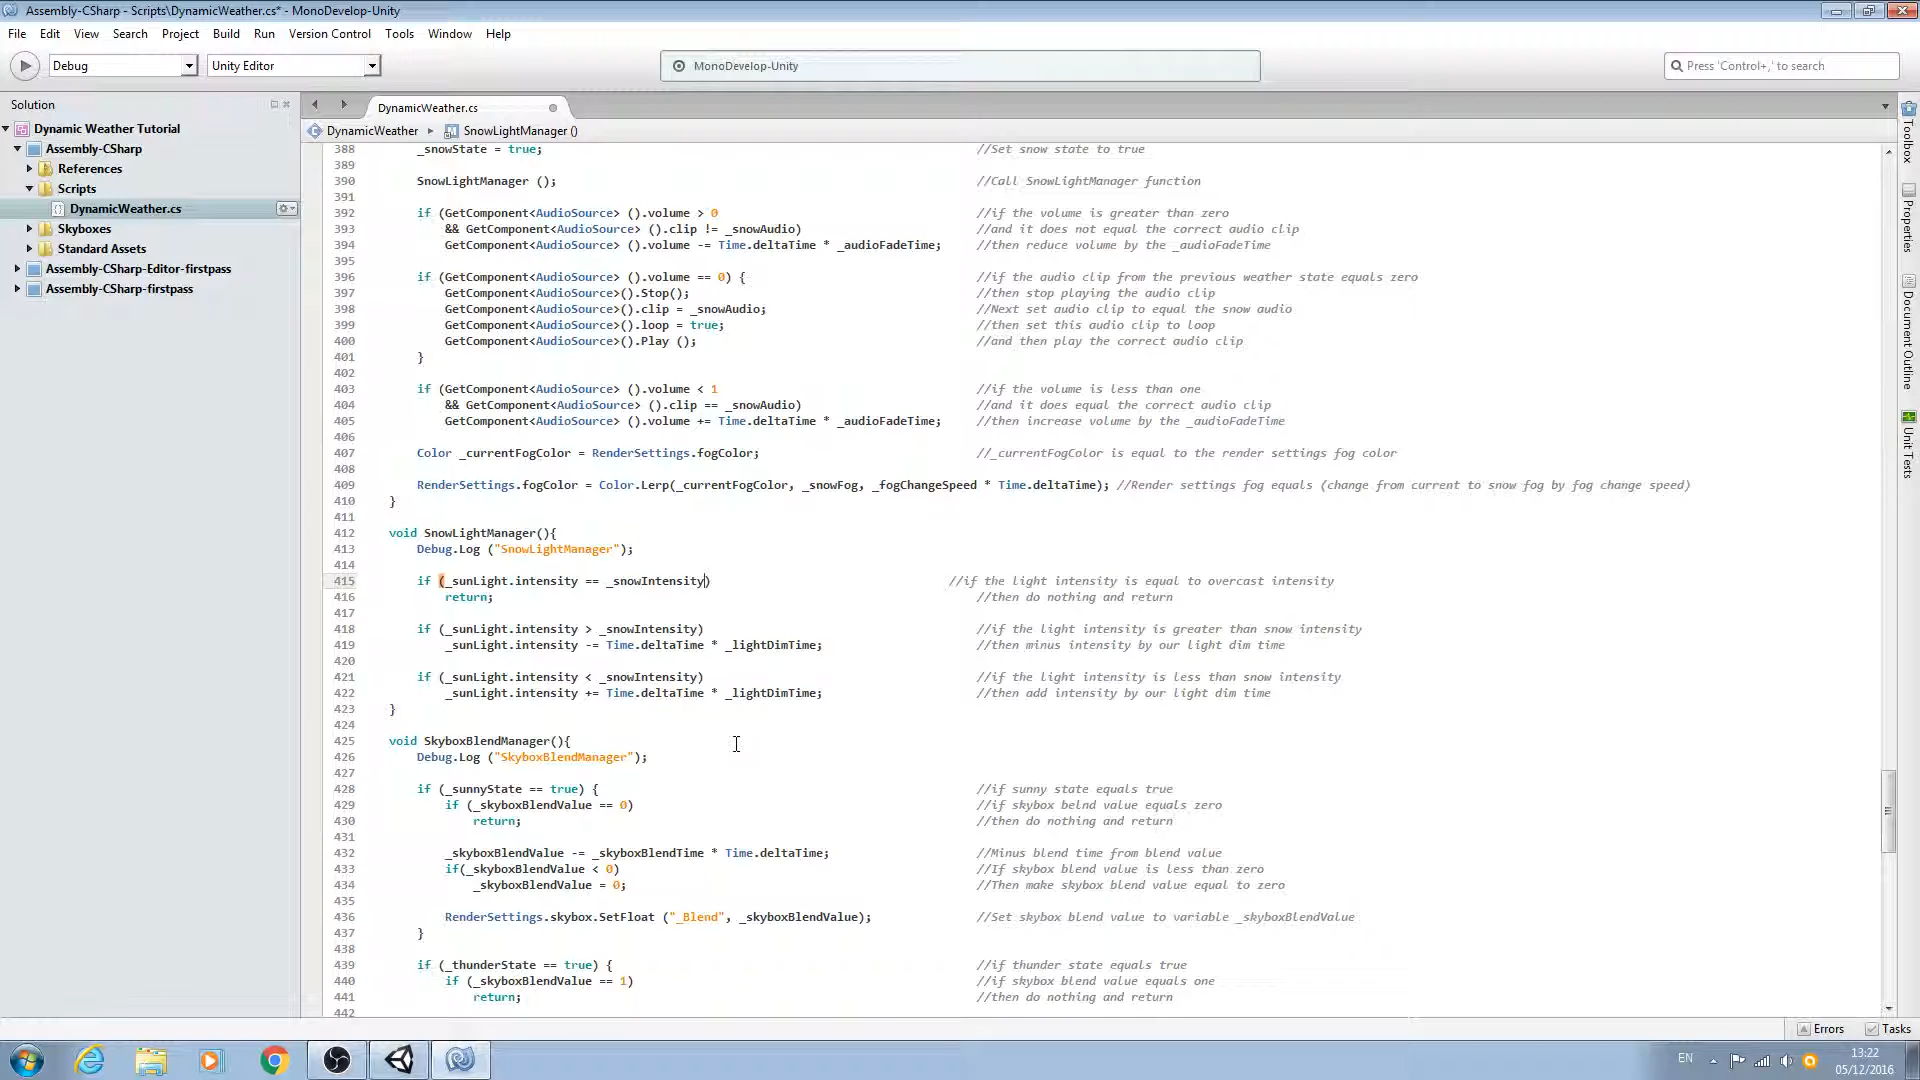 Assembly-CSharp - Scripts\DynamicWeather.cs* - MonoDevelop-Unity
File Edit View Search Project Build Run Version Control Tools Window Help
Debug Unity Editor MonoDevelop-Unity Press 'Control+,' to search
Solution
Dynamic Weather Tutorial
Assembly-CSharp
References
Scripts
DynamicWeather.cs
Skyboxes
Standard Assets
Assembly-CSharp-Editor-firstpass
Assembly-CSharp-firstpass
DynamicWeather.cs
DynamicWeather SnowLightManager ()
388 _snowState = true; //Set snow state to true
389
390 SnowLightManager (); //Call SnowLightManager function
391
392 if (GetComponent<AudioSource> ().volume > 0 //if the volume is greater than zero
393 && GetComponent<AudioSource> ().clip != _snowAudio) //and it does not equal the correct audio clip
394 GetComponent<AudioSource> ().volume -= Time.deltaTime * _audioFadeTime; //then reduce volume by the _audioFadeTime
395
396 if (GetComponent<AudioSource> ().volume == 0) { //if the audio clip from the previous weather state equals zero
397 GetComponent<AudioSource>().Stop(); //then stop playing the audio clip
398 GetComponent<AudioSource>().clip = _snowAudio; //Next set audio clip to equal the snow audio
399 GetComponent<AudioSource>().loop = true; //then set this audio clip to loop
400 GetComponent<AudioSource>().Play (); //and then play the correct audio clip
401 }
402
403 if (GetComponent<AudioSource> ().volume < 1 //if the volume is less than one
404 && GetComponent<AudioSource> ().clip == _snowAudio) //and it does equal the correct audio clip
405 GetComponent<AudioSource> ().volume += Time.deltaTime * _audioFadeTime; //then increase volume by the _audioFadeTime
406
407 Color _currentFogColor = RenderSettings.fogColor; //_currentFogColor is equal to the render settings fog color
408
409 RenderSettings.fogColor = Color.Lerp(_currentFogColor, _snowFog, _fogChangeSpeed * Time.deltaTime); //Render settings fog equals (change from current to snow fog by fog change speed)
410 }
411
412 void SnowLightManager(){
413 Debug.Log ("SnowLightManager");
414
415 if (_sunLight.intensity == _snowIntensity) //if the light intensity is equal to overcast intensity
416 return; //then do nothing and return
417
418 if (_sunLight.intensity > _snowIntensity) //if the light intensity is greater than snow intensity
419 _sunLight.intensity -= Time.deltaTime * _lightDimTime; //then minus intensity by our light dim time
420
421 if (_sunLight.intensity < _snowIntensity) //if the light intensity is less than snow intensity
422 _sunLight.intensity += Time.deltaTime * _lightDimTime; //then add intensity by our light dim time
423 }
424
425 void SkyboxBlendManager(){
426 Debug.Log ("SkyboxBlendManager");
427
428 if (_sunnyState == true) { //if sunny state equals true
429 if (_skyboxBlendValue == 0) //if skybox belnd value equals zero
430 return; //then do nothing and return
431
432 _skyboxBlendValue -= _skyboxBlendTime * Time.deltaTime; //Minus blend time from blend value
433 if(_skyboxBlendValue < 0) //If skybox blend value is less than zero
434 _skyboxBlendValue = 0; //Then make skybox blend value equal to zero
435
436 RenderSettings.skybox.SetFloat ("_Blend", _skyboxBlendValue); //Set skybox blend value to variable _skyboxBlendValue
437 }
438
439 if (_thunderState == true) { //if thunder state equals true
440 if (_skyboxBlendValue == 1) //if skybox blend value equals one
441 return; //then do nothing and return
442
Toolbox
Properties
Document Outline
Unit Tests
Errors Tasks
EN
13:22
05/12/2016